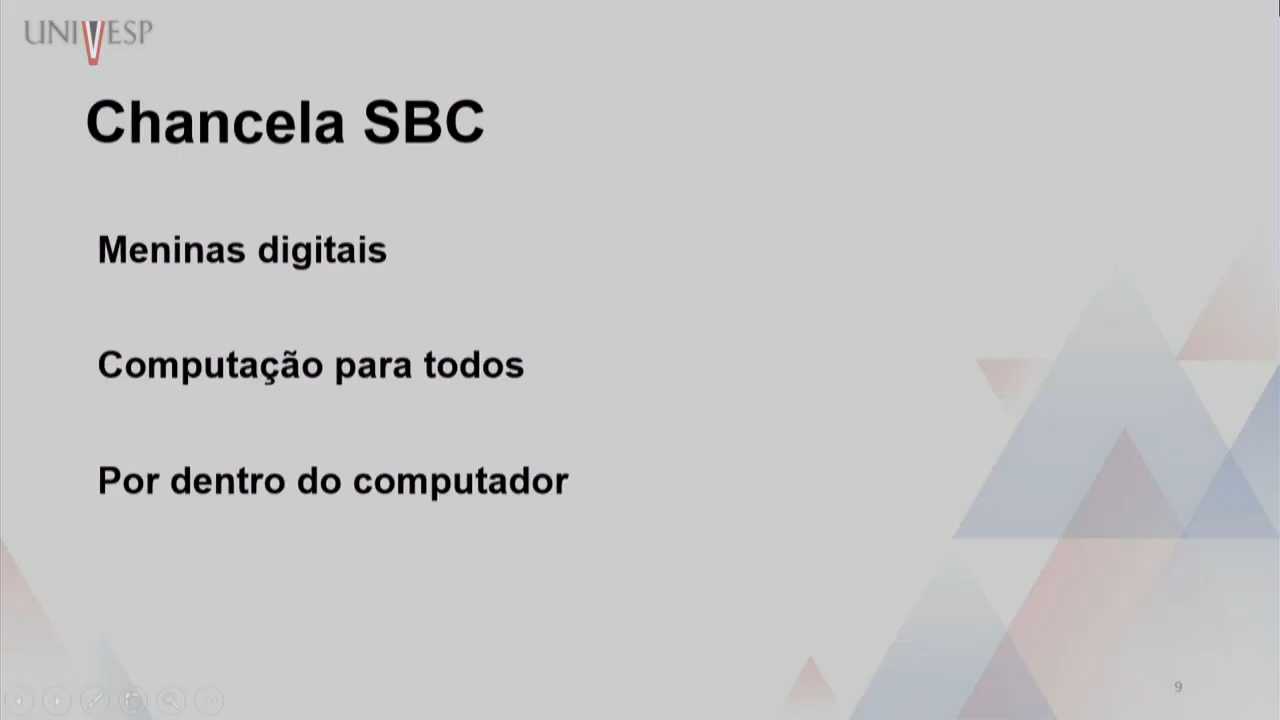 UNIVESP
Chancela SBC
Meninas digitais
Computação para todos
Por dentro do computador
9